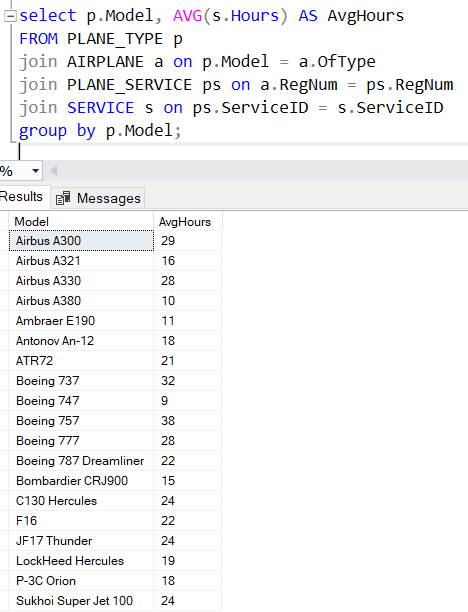 select p.Model, AVG(s.Hours) AS AvgHours
FROM PLANE_TYPE p
join AIRPLANE a on p.Model = a.OfType
join PLANE_SERVICE ps on a.RegNum = ps.RegNum
join SERVICE s on ps.ServiceID = s.ServiceID
group by p.Model;
%
Results Messages
Model AvgHours
Airbus A300 29
Airbus A321 16
Airbus A330 28
Airbus A380 10
Ambraer E190 11
Antonov An-12 18
ATR72 21
Boeing 737 32
Boeing 747 9
Boeing 757 38
Boeing 777 28
Boeing 787 Dreamliner 22
Bombardier CRJ900 15
C130 Hercules 24
F16 22
JF17 Thunder 24
LockHeed Hercules 19
P-3C Orion 18
Sukhoi Super Jet 100 24